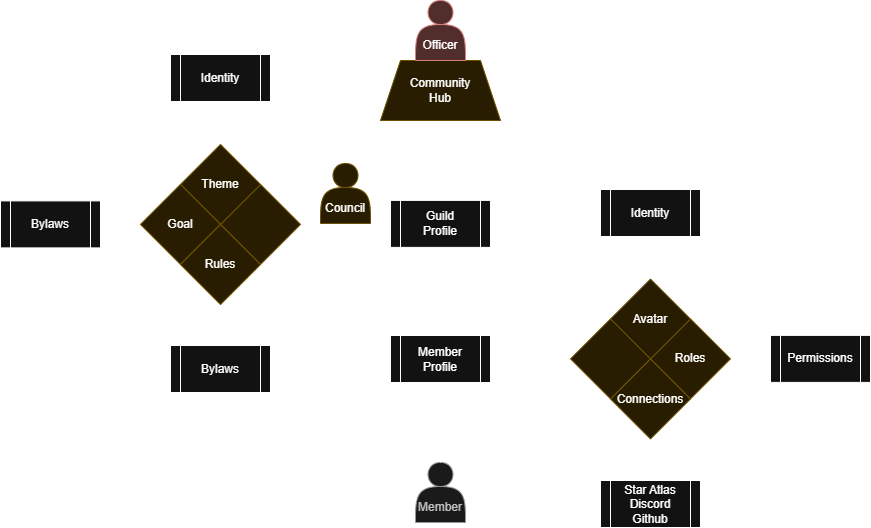 Officer
Identity
Community
Hub
Theme
Council
Bylaws
Goal
Guild
Profile
Identity
Rules
Avatar
Bylaws
Member
Profile
Roles
Permissions
Connections
Member
Star Atlas
Discord
Github